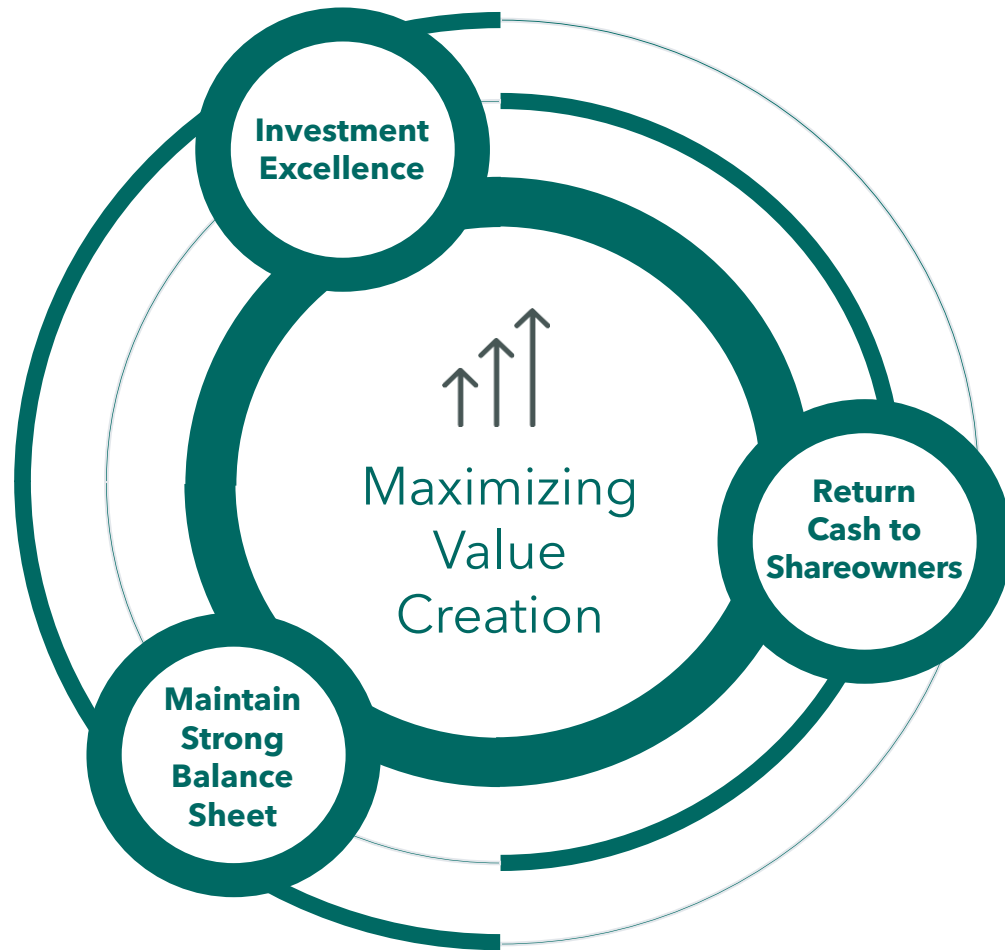 Investment
Excellence
Maximizing
Value
Creation
Return
Cash to
Shareowners
Maintain
Strong
Balance
Sheet